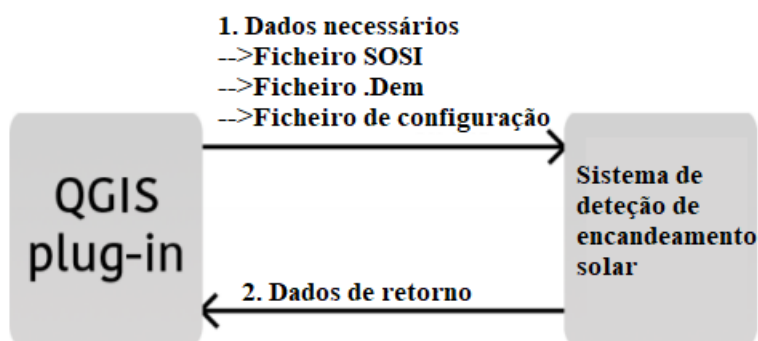 1. Dados necessários
-->Ficheiro SOSI
-->Ficheiro .Dem
-->Ficheiro de configuração
QGIS
plug-in
Sistema de
deteção de
encandeamento
solar
2. Dados de retorno